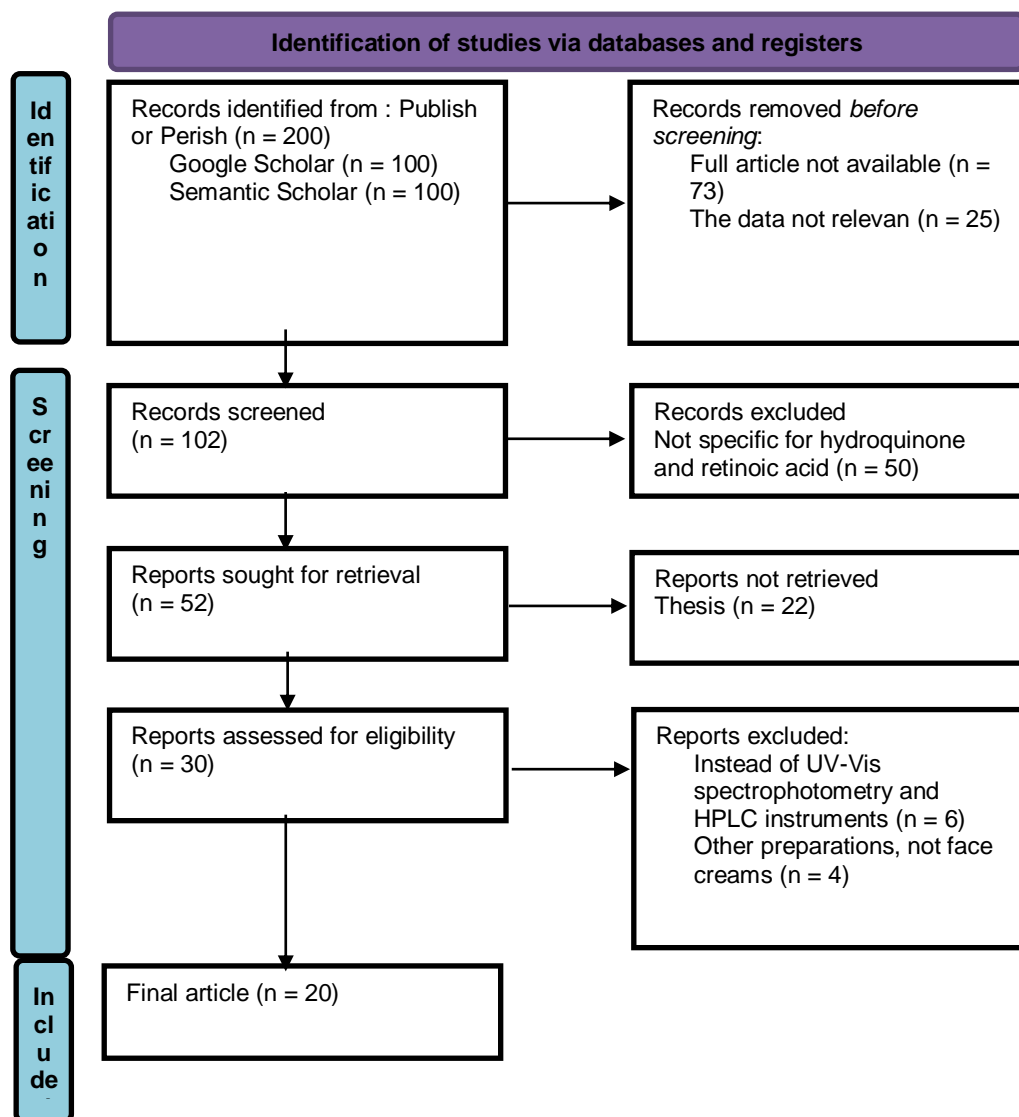 Identification of studies via databases and registers
Id
en
tif
ic
ati
o
n
Records identified from : Publish
or Perish (n = 200)
Google Scholar (n = 100)
Semantic Scholar (n = 100)
Records removed before
screening:
Full article not available (n =
73)
The data not relevan (n = 25)
S
cr
ee
ni
n
g
Records screened
(n = 102)
Records excluded
Not specific for hydroquinone
and retinoic acid (n = 50)
Reports sought for retrieval
(n = 52)
Reports not retrieved
Thesis (n = 22)
Reports assessed for eligibility
(n = 30)
Reports excluded:
Instead of UV-Vis
spectrophotometry and
HPLC instruments (n = 6)
Other preparations, not face
creams (n = 4)
In
cl
u
de
Final article (n = 20)